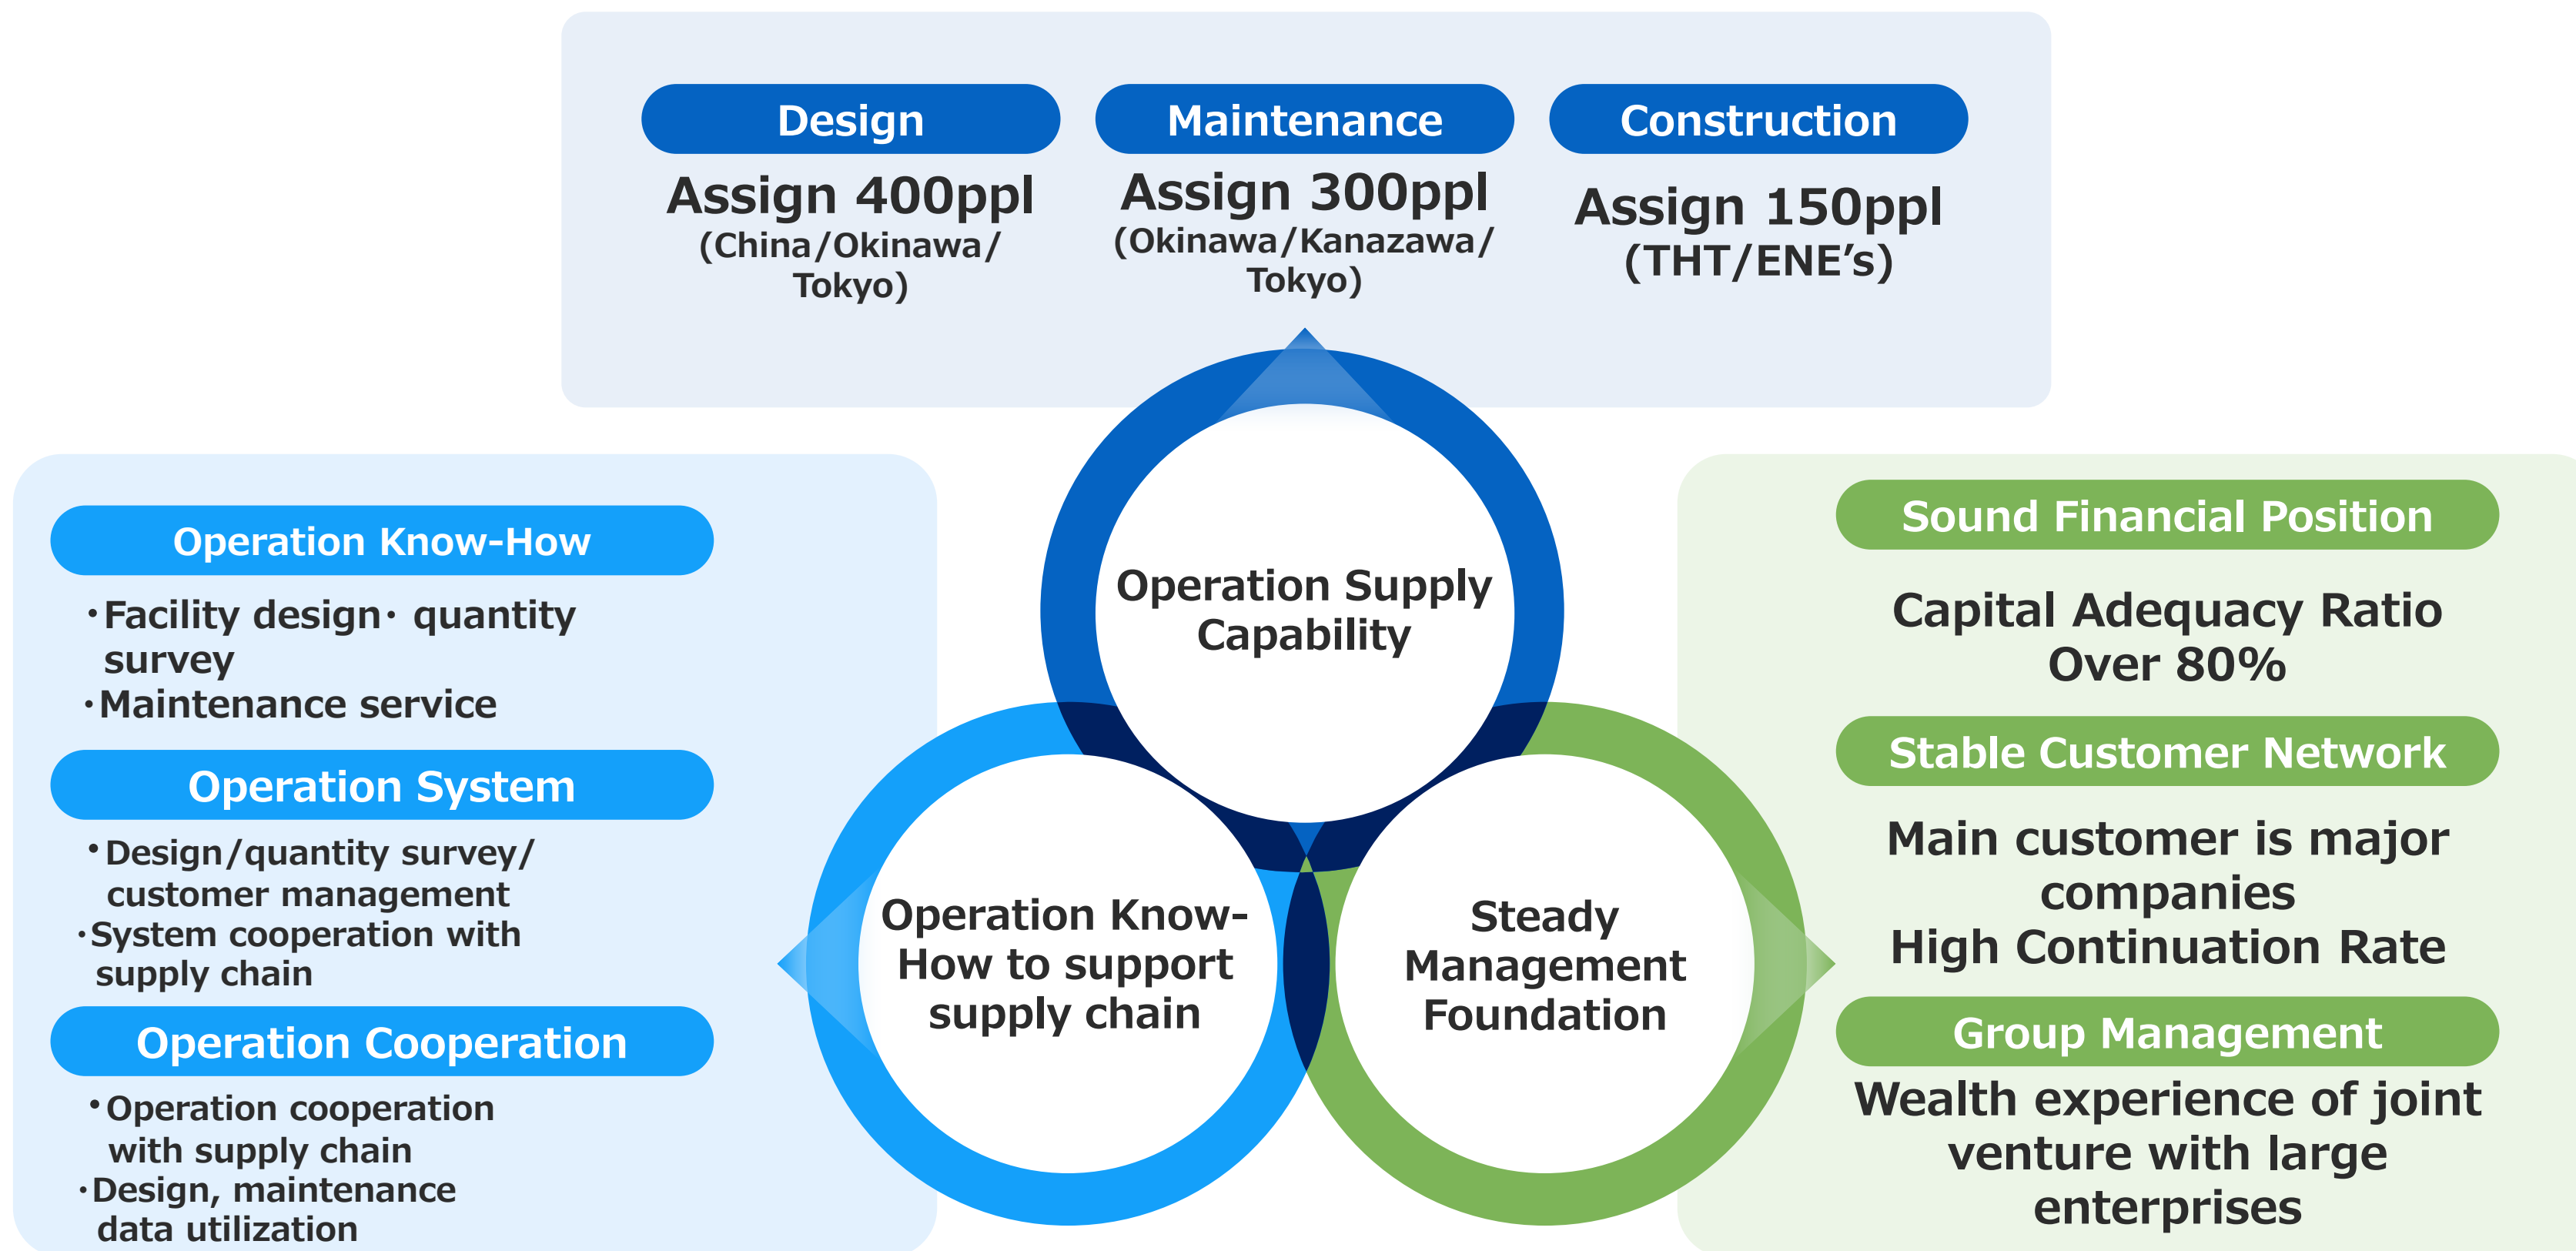 Design
Assign 400ppl
(China/Okinawa/
Tokyo)
Maintenance
Assign 300ppl
(Okinawa/Kanazawa/
Tokyo)
Construction
Assign 150ppl
(THT/ENE’s)
Operation Supply
Capability
Operation Know-How
・Facility design・ quantity
survey
・Maintenance service
Operation System
・Design/quantity survey/
customer management
・System cooperation with
supply chain
Operation Cooperation
・Operation cooperation
with supply chain
・Design, maintenance
data utilization
Operation Know-
How to support
supply chain
Steady
Management
Foundation
Sound Financial Position
Capital Adequacy Ratio
Over 80%
Stable Customer Network
Main customer is major
companies
High Continuation Rate
Group Management
Wealth experience of joint
venture with large
enterprises